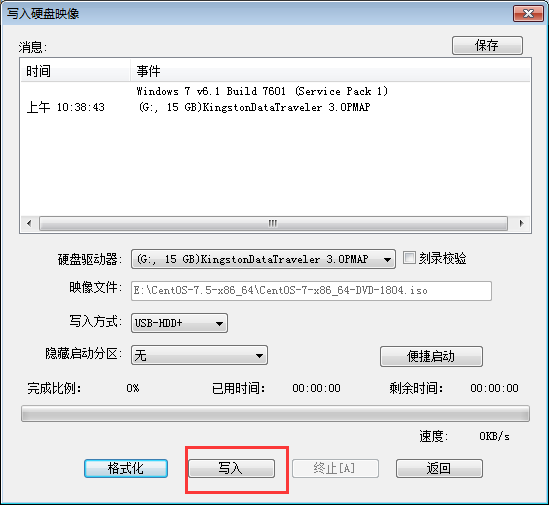 写入硬盘映像
消息:
保存
时间 事件
Windows 7 v6.1 Build 7601 (Service Pack 1)
上午 10:38:43 (G:, 15 GB)KingstonDataTraveler 3.0PMAP
硬盘驱动器: (G:, 15 GB)KingstonDataTraveler 3.0PMAP 刻录校验
映像文件: E:\CentOS-7.5-x86_64\CentOS-7-x86_64-DVD-1804.iso
写入方式: USB-HDD+
隐藏启动分区: 无 便捷启动
完成比例: 0% 已用时间: 00:00:00 剩余时间: 00:00:00
速度: 0KB/s
格式化 写入 终止[A] 返回